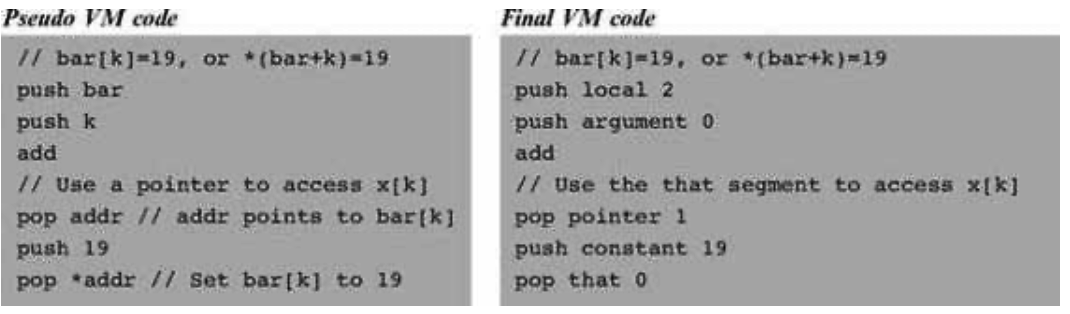 Pseudo VM code
// bar[k]=19, or *(bar+k)=19
push bar
push k
add
// Use a pointer to access x[k]
pop addr // addr points to bar[k]
push 19
pop *addr // Set bar[k] to 19
Final VM code
// bar[k]=19, or *(bar+k)=19
push local 2
push argument 0
add
// Use the that segment to access x[k]
pop pointer 1
push constant 19
pop that 0